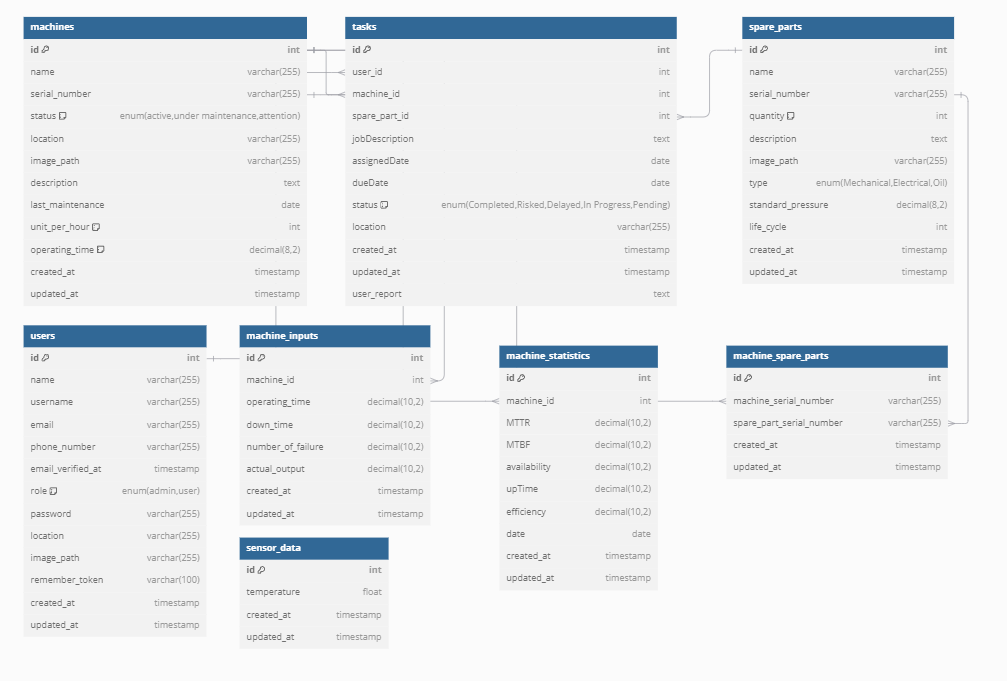 machines
id int
name varchar(255)
serial_number varchar(255)
status enum(active,under maintenance,attention)
location varchar(255)
image_path varchar(255)
description text
last_maintenance date
unit_per_hour int
operating_time decimal(8,2)
created_at timestamp
updated_at timestamp
tasks
id int
user_id int
machine_id int
spare_part_id int
jobDescription text
assignedDate date
dueDate date
status enum(Completed,Risked,Delayed,In Progress,Pending)
location varchar(255)
created_at timestamp
updated_at timestamp
user_report text
spare_parts
id int
name varchar(255)
serial_number varchar(255)
quantity int
description text
image_path varchar(255)
type enum(Mechanical,Electrical,Oil)
standard_pressure decimal(8,2)
life_cycle int
created_at timestamp
updated_at timestamp
users
id int
name varchar(255)
username varchar(255)
email varchar(255)
phone_number varchar(255)
email_verified_at timestamp
role enum(admin,user)
password varchar(255)
location varchar(255)
image_path varchar(255)
remember_token varchar(100)
created_at timestamp
updated_at timestamp
machine_inputs
id int
machine_id int
operating_time decimal(10,2)
down_time decimal(10,2)
number_of_failure decimal(10,2)
actual_output decimal(10,2)
created_at timestamp
updated_at timestamp
sensor_data
id int
temperature float
created_at timestamp
updated_at timestamp
machine_statistics
id int
machine_id int
MTTR decimal(10,2)
MTBF decimal(10,2)
availability decimal(10,2)
upTime decimal(10,2)
efficiency decimal(10,2)
date date
created_at timestamp
updated_at timestamp
machine_spare_parts
id int
machine_serial_number varchar(255)
spare_part_serial_number varchar(255)
created_at timestamp
updated_at timestamp